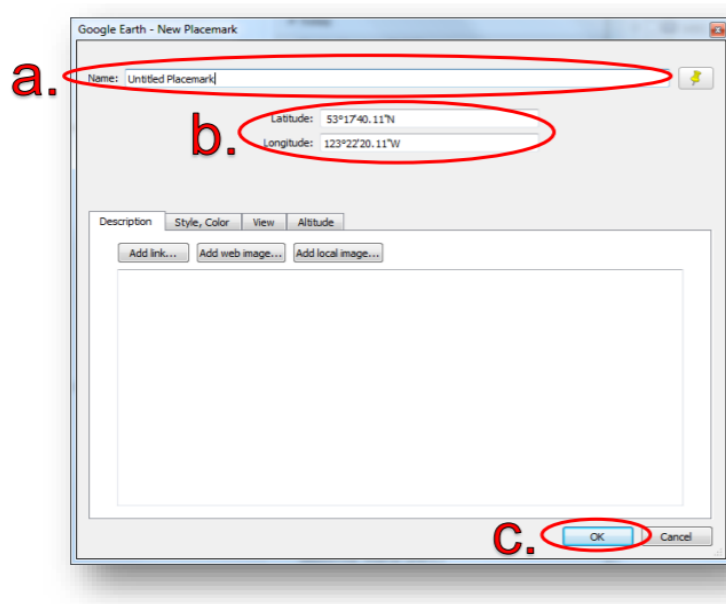 Google Earth - New Placemark
a.
Name: Untitled Placemark
b.
Latitude: 53°17'40.11"N
Longitude: 123°22'20.11"W
Description Style, Color View Altitude
Add link... Add web image... Add local image...
c.
OK Cancel